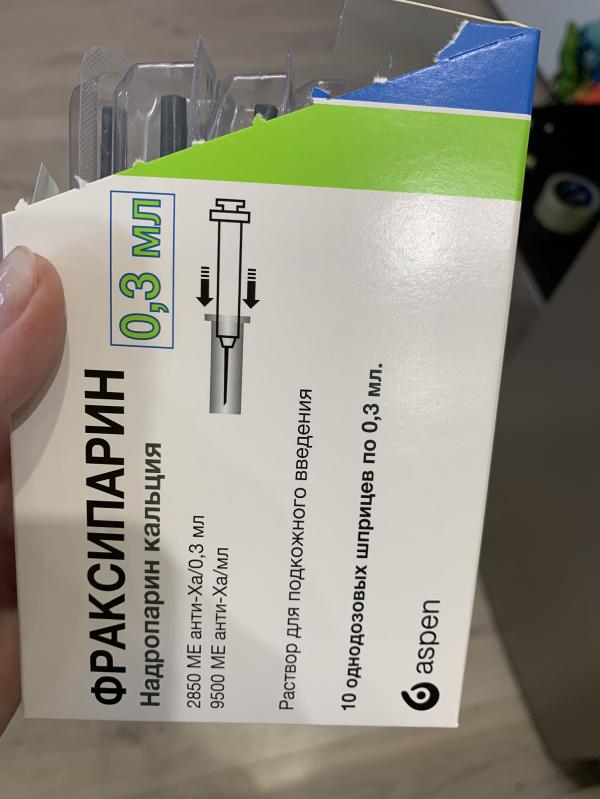 ФРАКСИПАРИН
0,3 мл
Надропарин кальция
2850 МЕ анти-Ха/0,3 мл
9500 МЕ анти-Ха/мл
Раствор для подкожного введения
10 однодозовых шприцев по 0,3 мл.
aspen